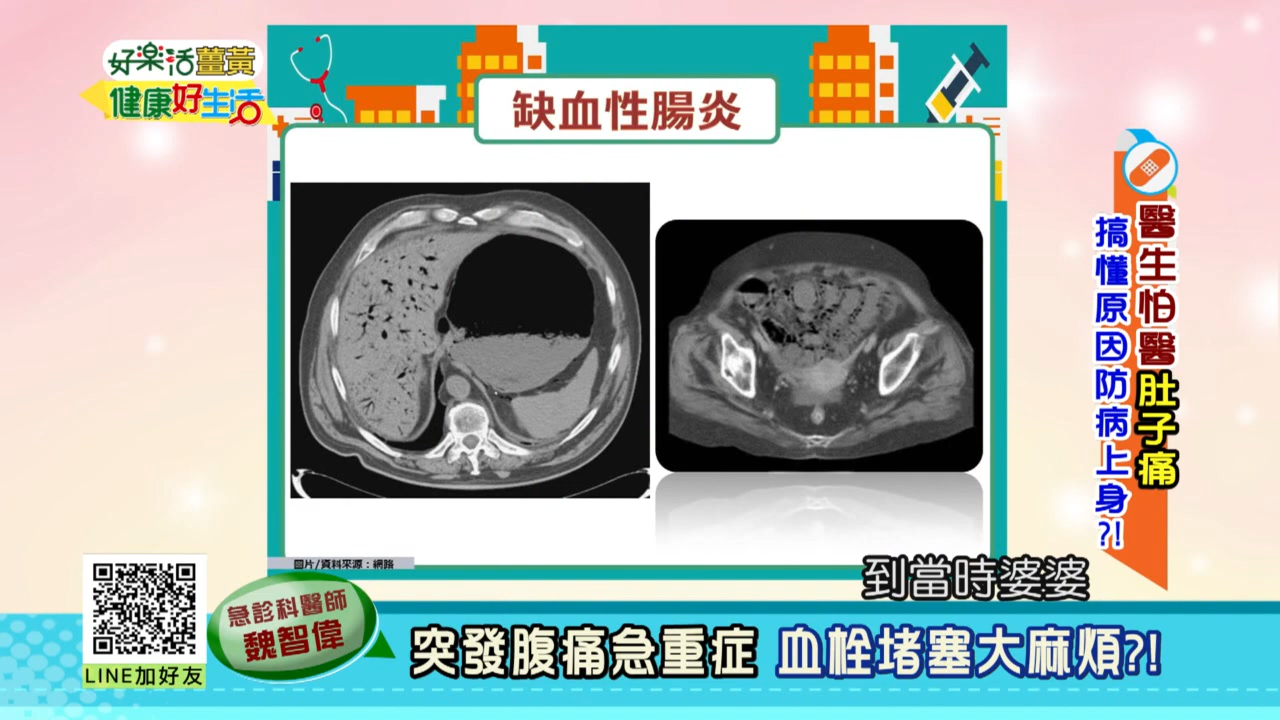 好楽活薑黃
健康好生活
缺血性腸炎
醫生怕醫肚子痛
搞懂原因防病上身?!
圖片/資料來源：網路
到當時婆婆
急診科醫師
魏智偉
突發腹痛急重症 血栓堵塞大麻煩?!
LINE加好友